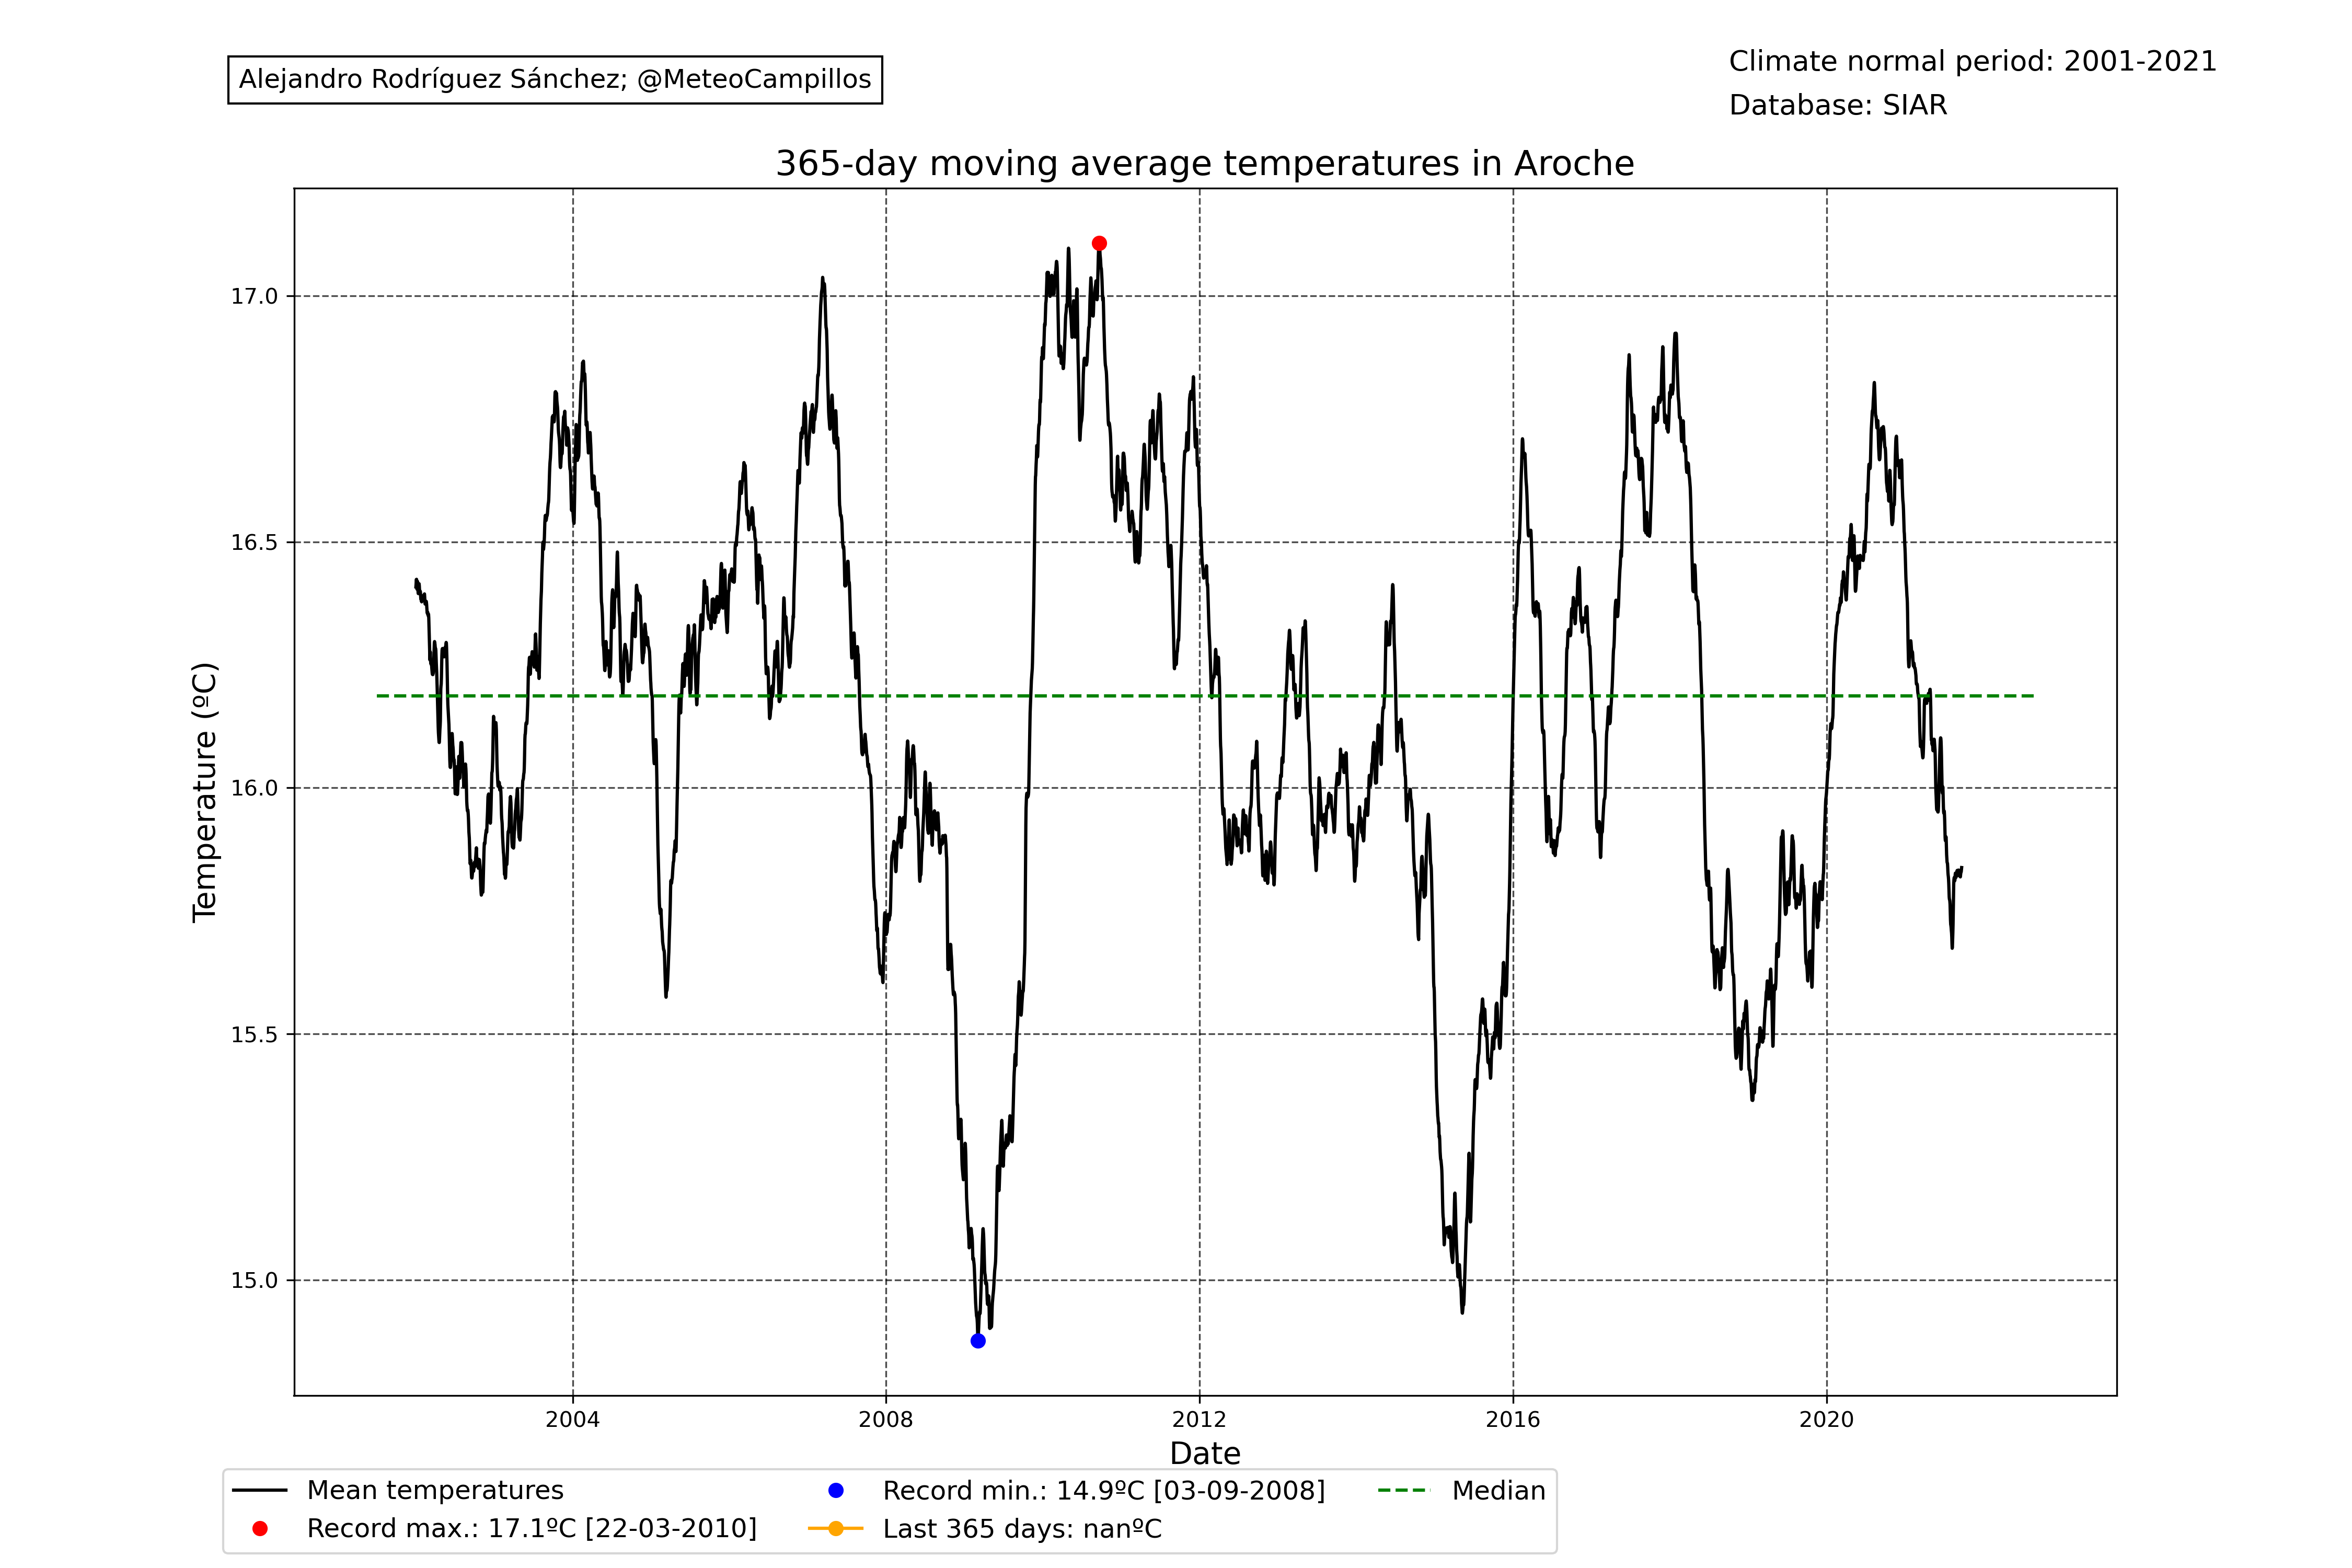 Alejandro Rodríguez Sánchez; @MeteoCampillos
Climate normal period: 2001-2021
Database: SIAR
365-day moving average temperatures in Aroche
17.0
16.5
16.0
15.5
15.0
Temperature (ºC)
2004 2008 2012 2016 2020
Date
Mean temperatures
Record max.: 17.1ºC [22-03-2010]
Record min.: 14.9ºC [03-09-2008]
Last 365 days: nanºC
Median